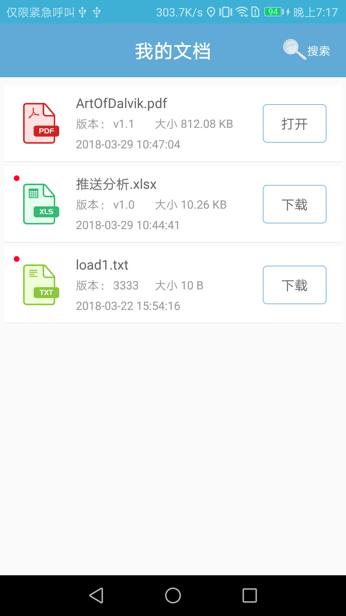 仅限紧急呼叫 303.7K/s 94 晚上7:17
我的文档 搜索
ArtOfDalvik.pdf
PDF
版本： v1.1 大小 812.08 KB
打开
2018-03-29 10:47:04
推送分析.xlsx
XLS
版本： v1.0 大小 10.26 KB
下载
2018-03-29 10:44:41
load1.txt
TXT
版本： 3333 大小 10 B
下载
2018-03-22 15:54:16